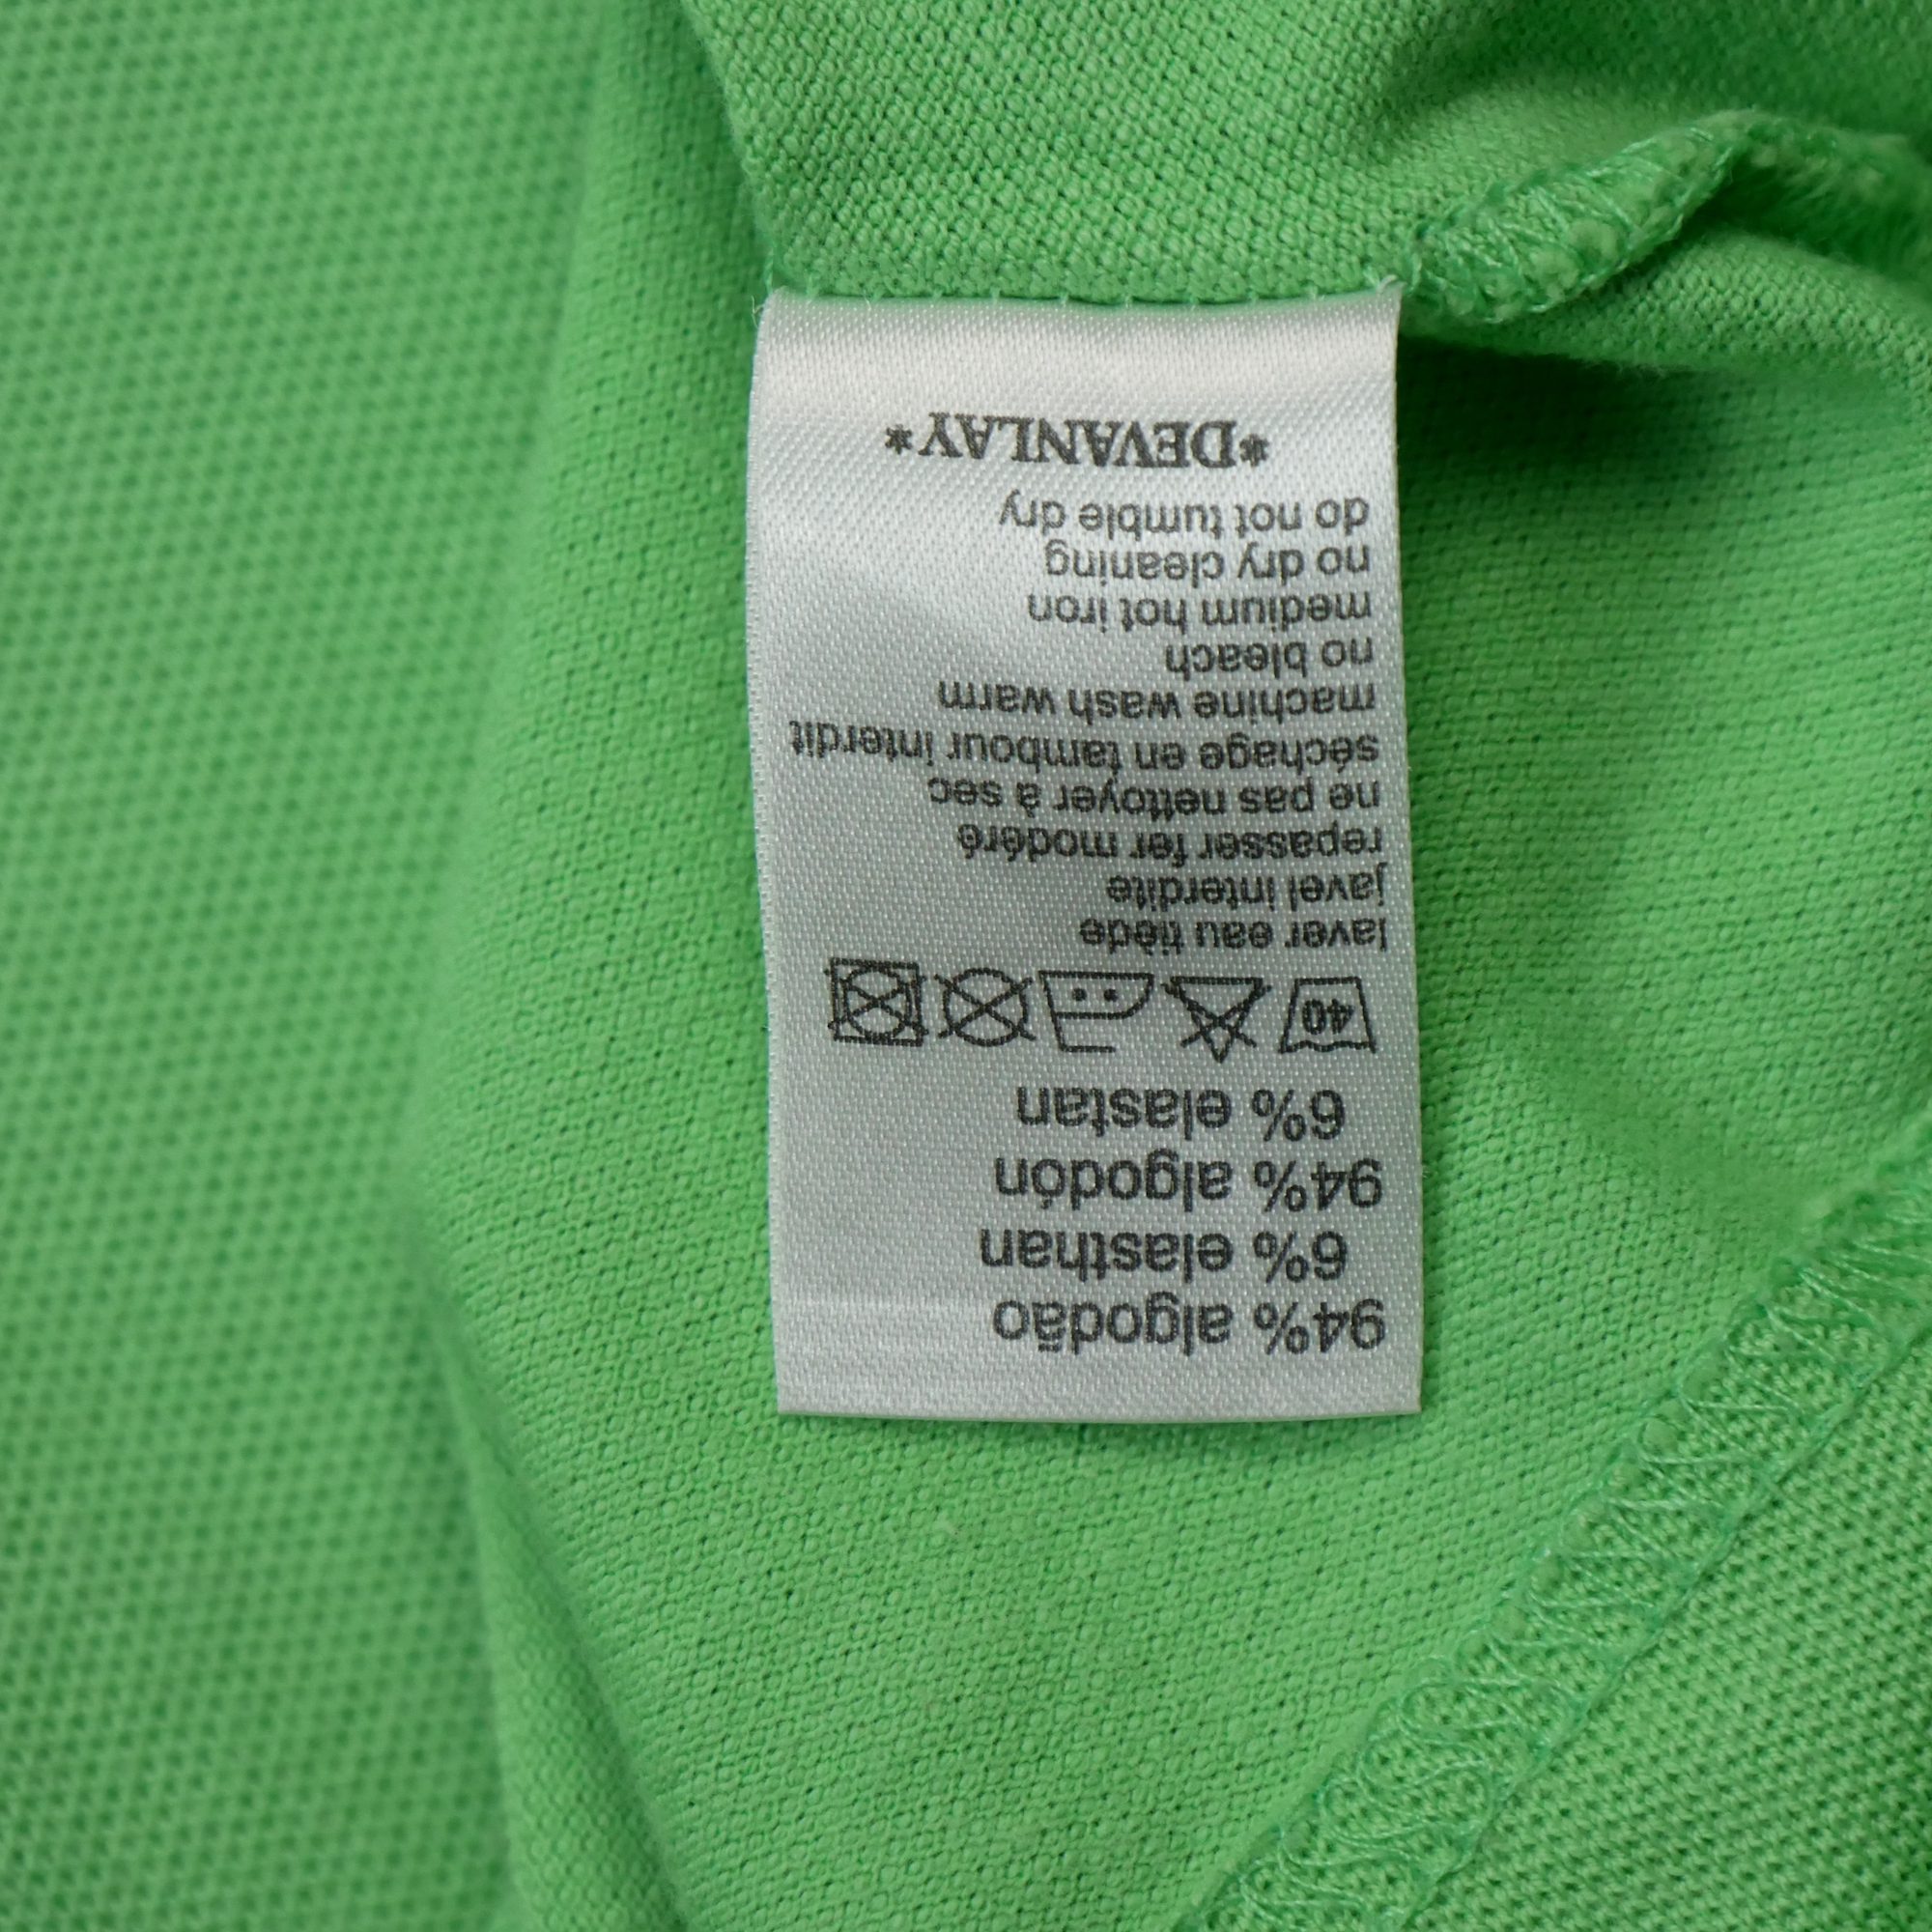 94% algodão
6% elasthan
94% algodón
6% elastan
40
laver eau tiède
javel interdite
repasser fer modéré
ne pas nettoyer à sec
séchage en tambour interdit
machine wash warm
no bleach
medium hot iron
no dry cleaning
do not tumble dry
*DEVANLAY*